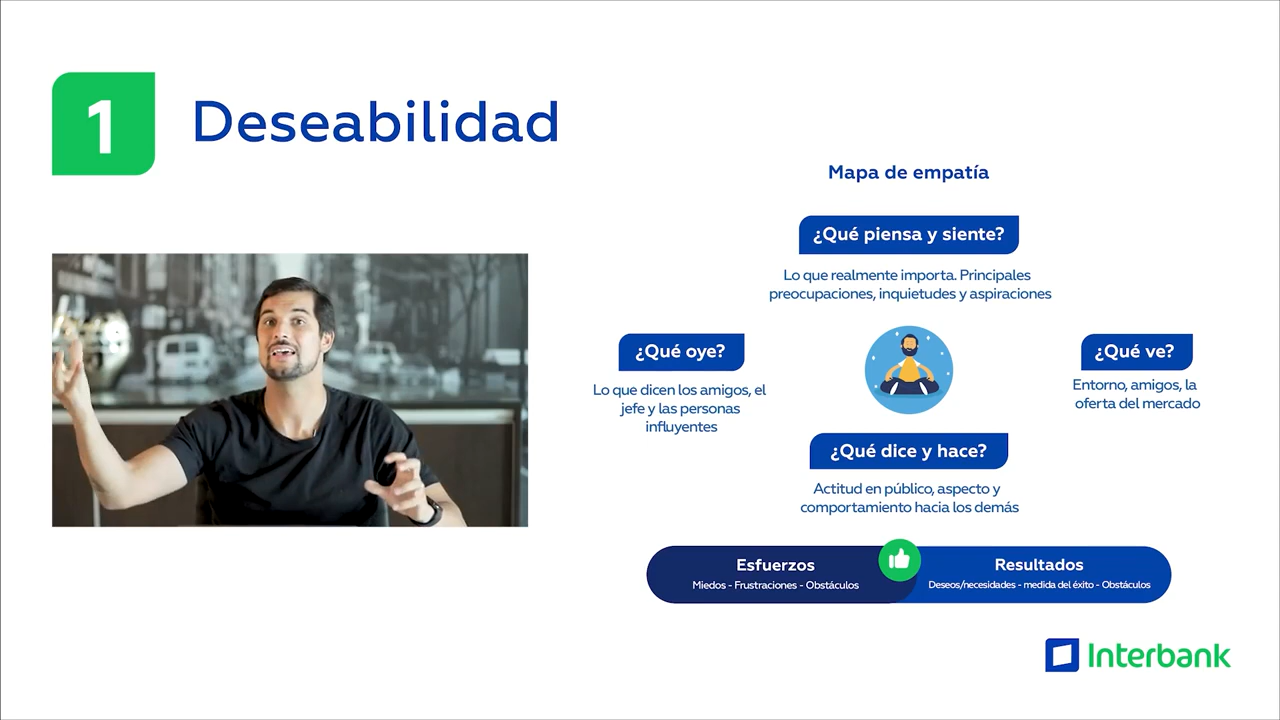 1
Deseabilidad
Mapa de empatía
¿Qué piensa y siente?
Lo que realmente importa. Principales
preocupaciones, inquietudes y aspiraciones
¿Qué oye?
Lo que dicen los amigos, el
jefe y las personas
influyentes
¿Qué ve?
Entorno, amigos, la
oferta del mercado
¿Qué dice y hace?
Actitud en público, aspecto y
comportamiento hacia los demás
Esfuerzos
Miedos - Frustraciones - Obstáculos
Resultados
Deseos/necesidades - medida del éxito - Obstáculos
Interbank